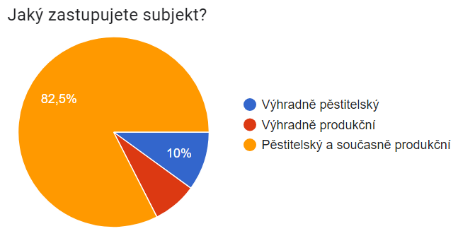 Jaký zastupujete subjekt?
82,5%
10%
Výhradně pěstitelský
Výhradně produkční
Pěstitelský a současně produkční